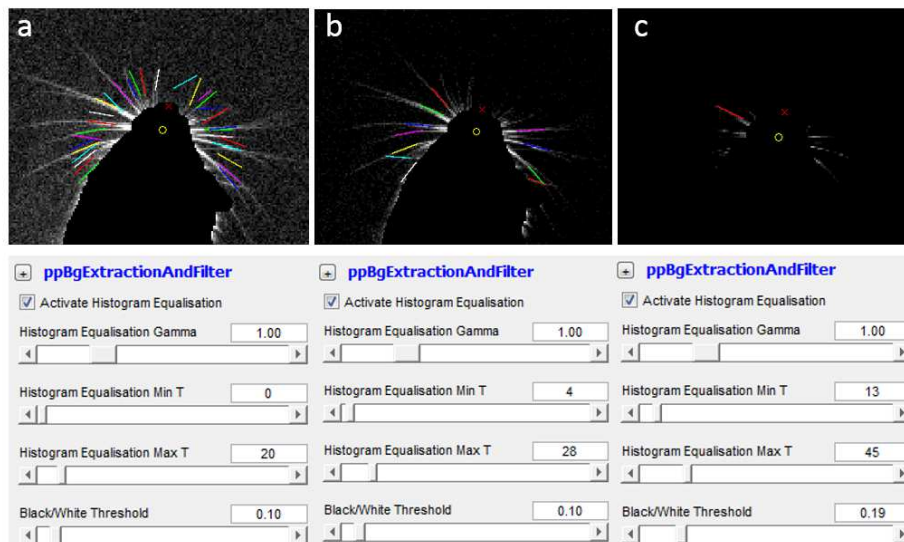 a b c
ppBgExtractionAndFilter ppBgExtractionAndFilter ppBgExtractionAndFilter
Activate Histogram Equalisation Activate Histogram Equalisation Activate Histogram Equalisation
Histogram Equalisation Gamma 1.00 Histogram Equalisation Gamma 1.00 Histogram Equalisation Gamma 1.00
Histogram Equalisation Min T 0 Histogram Equalisation Min T 4 Histogram Equalisation Min T 13
Histogram Equalisation Max T 20 Histogram Equalisation Max T 28 Histogram Equalisation Max T 45
Black/White Threshold 0.10 Black/White Threshold 0.10 Black/White Threshold 0.19